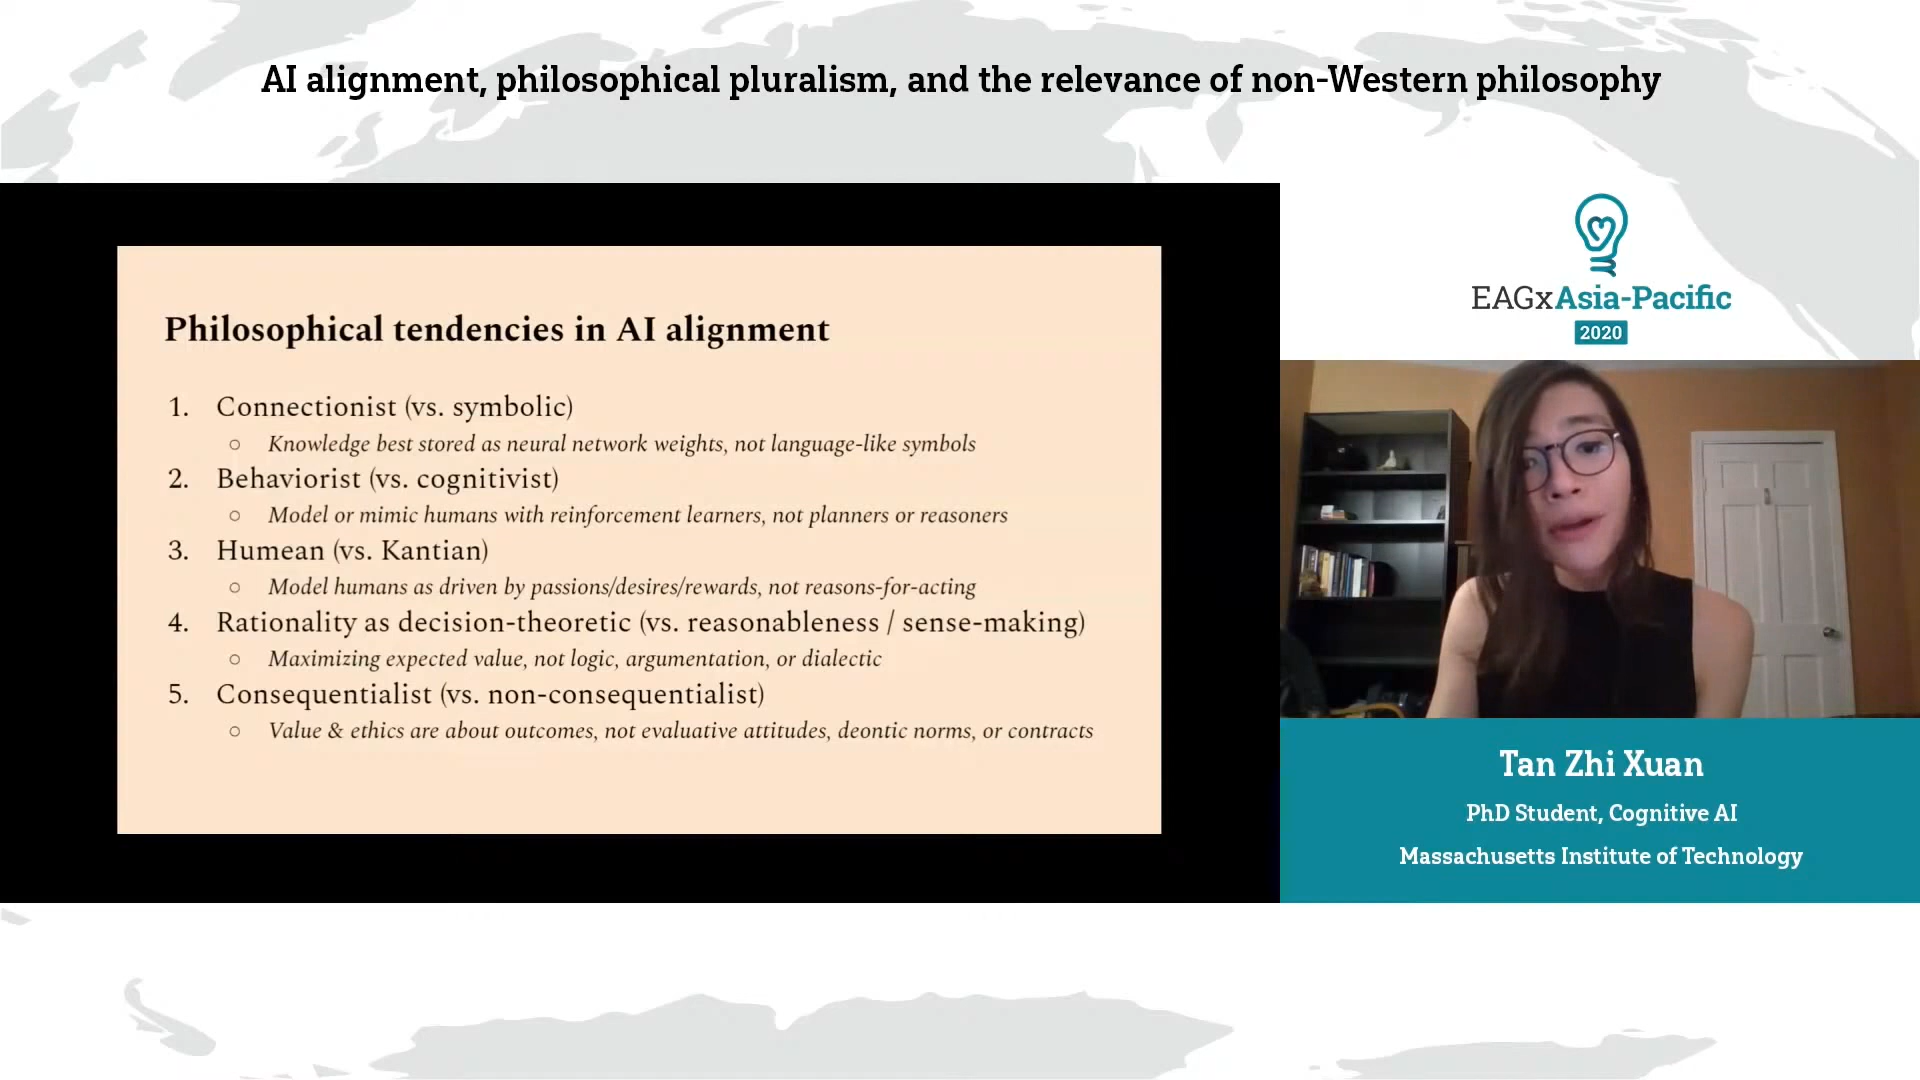 AI alignment, philosophical pluralism, and the relevance of non-Western philosophy
Philosophical tendencies in AI alignment
1. Connectionist (vs. symbolic)
○ Knowledge best stored as neural network weights, not language-like symbols
2. Behaviorist (vs. cognitivist)
○ Model or mimic humans with reinforcement learners, not planners or reasoners
3. Humean (vs. Kantian)
○ Model humans as driven by passions/desires/rewards, not reasons-for-acting
4. Rationality as decision-theoretic (vs. reasonableness / sense-making)
○ Maximizing expected value, not logic, argumentation, or dialectic
5. Consequentialist (vs. non-consequentialist)
○ Value & ethics are about outcomes, not evaluative attitudes, deontic norms, or contracts
EAGxAsia-Pacific
2020
Tan Zhi Xuan
PhD Student, Cognitive AI
Massachusetts Institute of Technology